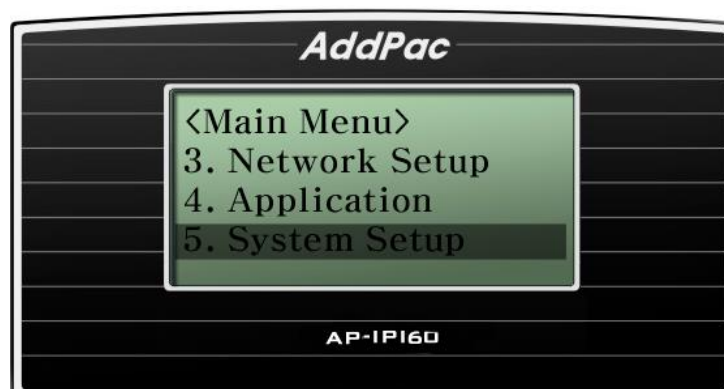 AddPac
<Main Menu>
3. Network Setup
4. Application
5. System Setup
AP-IP160